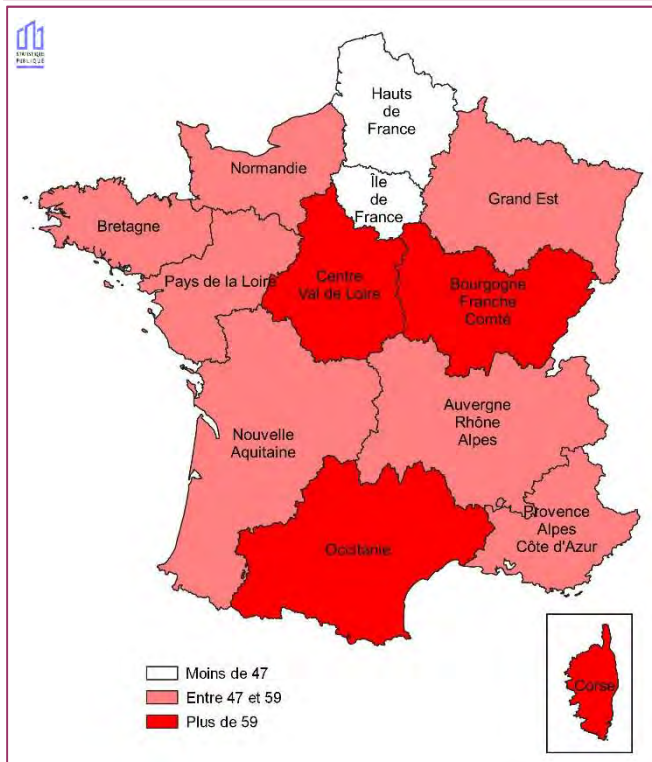 STATISTIQUE
PUBLIQUE
Hauts
de
France
Normandie
Île
de
France
Grand Est
Bretagne
Pays de la Loire
Centre
Val de Loire
Bourgogne
Franche
Comté
Auvergne
Rhône
Alpes
Nouvelle
Aquitaine
Provence
Alpes
Côte d'Azur
Occitanie
Corse
Moins de 47
Entre 47 et 59
Plus de 59